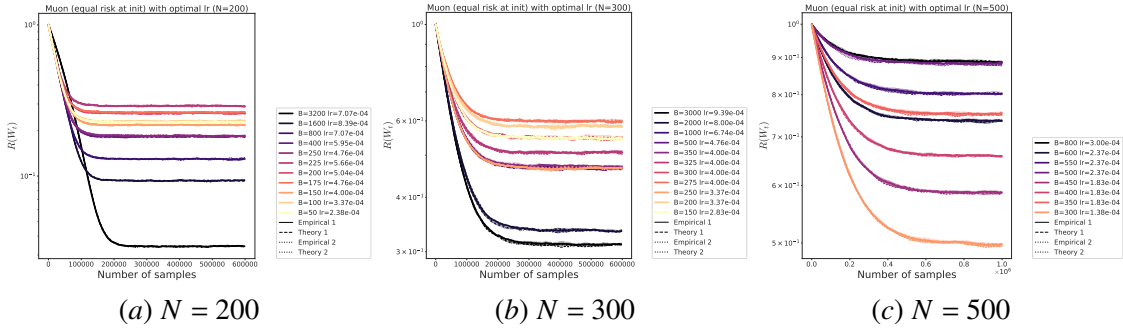 Muon (equal risk at init) with optimal lr (N=200)
R(W_t)
10^0
10^{-1}
0 100000 200000 300000 400000 500000 600000
Number of samples
B=3200 lr=7.07e-04
B=1600 lr=8.39e-04
B=800 lr=7.07e-04
B=400 lr=5.95e-04
B=250 lr=4.76e-04
B=225 lr=5.66e-04
B=200 lr=5.04e-04
B=175 lr=4.76e-04
B=150 lr=4.00e-04
B=100 lr=3.37e-04
B=50 lr=2.38e-04
Empirical 1
Theory 1
Empirical 2
Theory 2
(a) N = 200
Muon (equal risk at init) with optimal lr (N=300)
R(W_t)
10^0
6 × 10^{-1}
4 × 10^{-1}
3 × 10^{-1}
0 100000 200000 300000 400000 500000 600000
Number of samples
B=3000 lr=9.39e-04
B=2000 lr=8.00e-04
B=1000 lr=6.74e-04
B=500 lr=4.76e-04
B=350 lr=4.00e-04
B=325 lr=4.00e-04
B=300 lr=4.00e-04
B=275 lr=4.00e-04
B=250 lr=3.37e-04
B=200 lr=3.37e-04
B=150 lr=2.83e-04
Empirical 1
Theory 1
Empirical 2
Theory 2
(b) N = 300
Muon (equal risk at init) with optimal lr (N=500)
R(W_t)
10^0
9 × 10^{-1}
8 × 10^{-1}
7 × 10^{-1}
6 × 10^{-1}
5 × 10^{-1}
0.0 0.2 0.4 0.6 0.8 1.0
×10^6
Number of samples
B=800 lr=3.00e-04
B=600 lr=2.37e-04
B=550 lr=2.37e-04
B=500 lr=2.37e-04
B=450 lr=1.83e-04
B=400 lr=1.83e-04
B=350 lr=1.83e-04
B=300 lr=1.38e-04
Empirical 1
Theory 1
Empirical 2
Theory 2
(c) N = 500